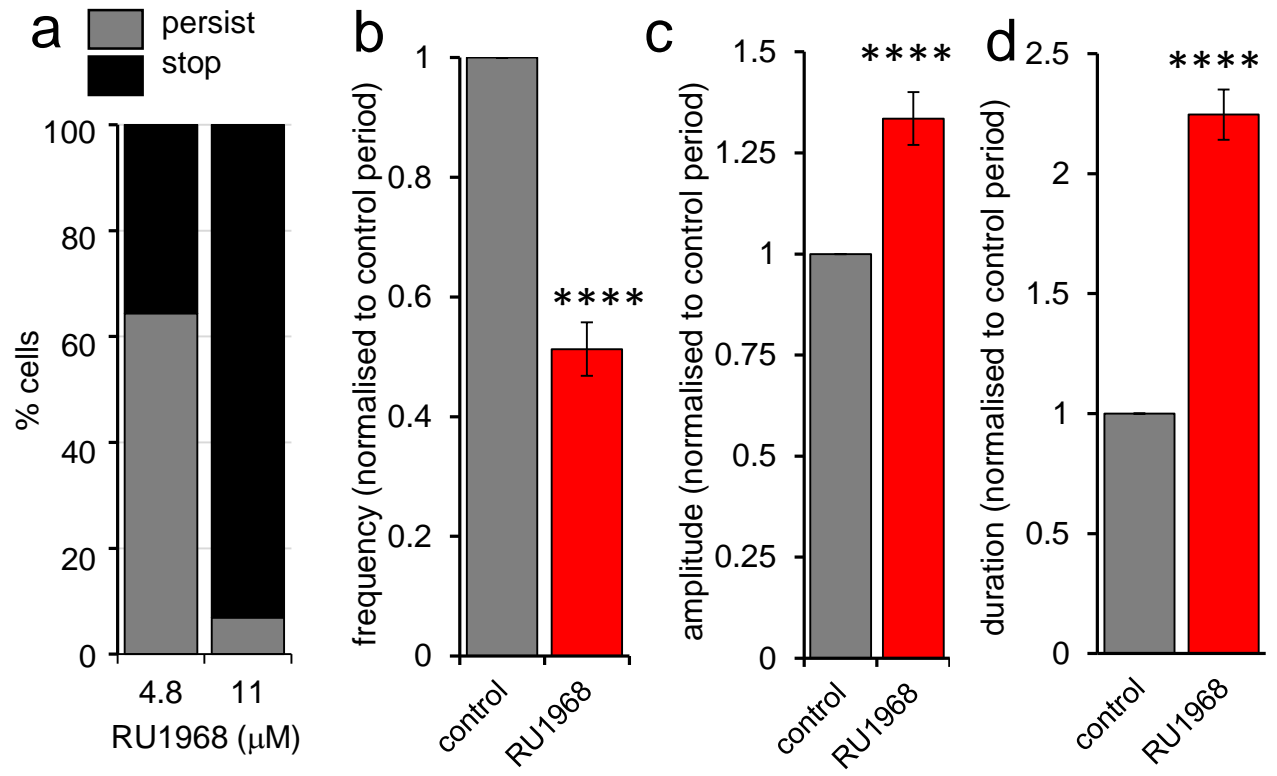 a
persist
stop
100
80
60
40
20
0
% cells
4.8 11
RU1968 (μM)
b
1
0.8
0.6
0.4
0.2
0
frequency (normalised to control period)
****
control
RU1968
c
1.5
1.25
1
0.75
0.5
0.25
0
amplitude (normalised to control period)
****
control
RU1968
d
2.5
2
1.5
1
0.5
0
duration (normalised to control period)
****
control
RU1968